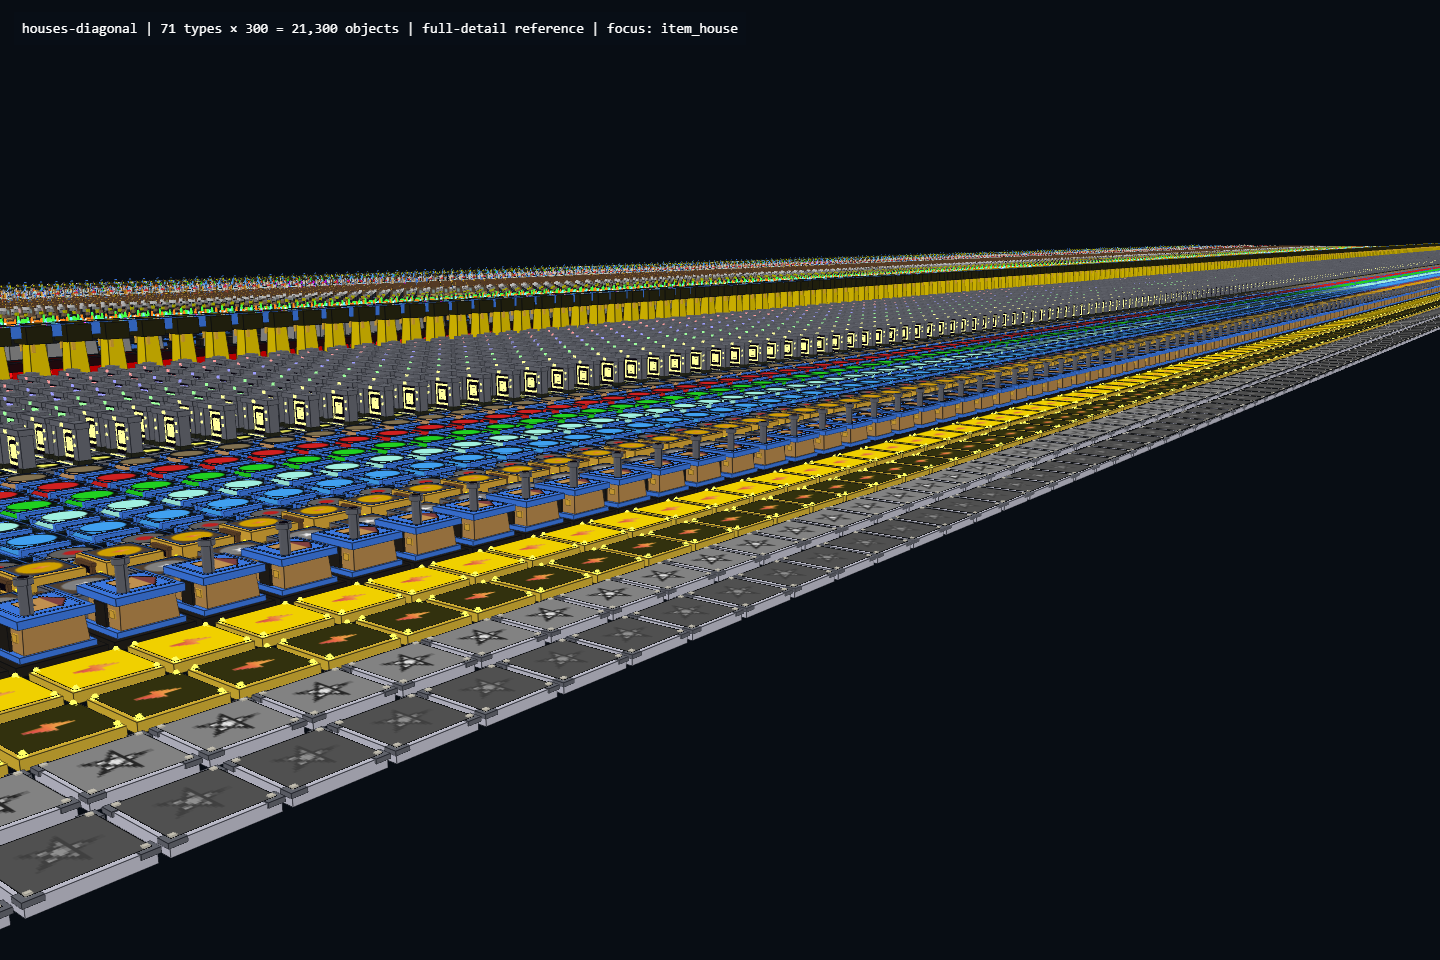 houses-diagonal | 71 types × 300 = 21,300 objects | full-detail reference | focus: item_house